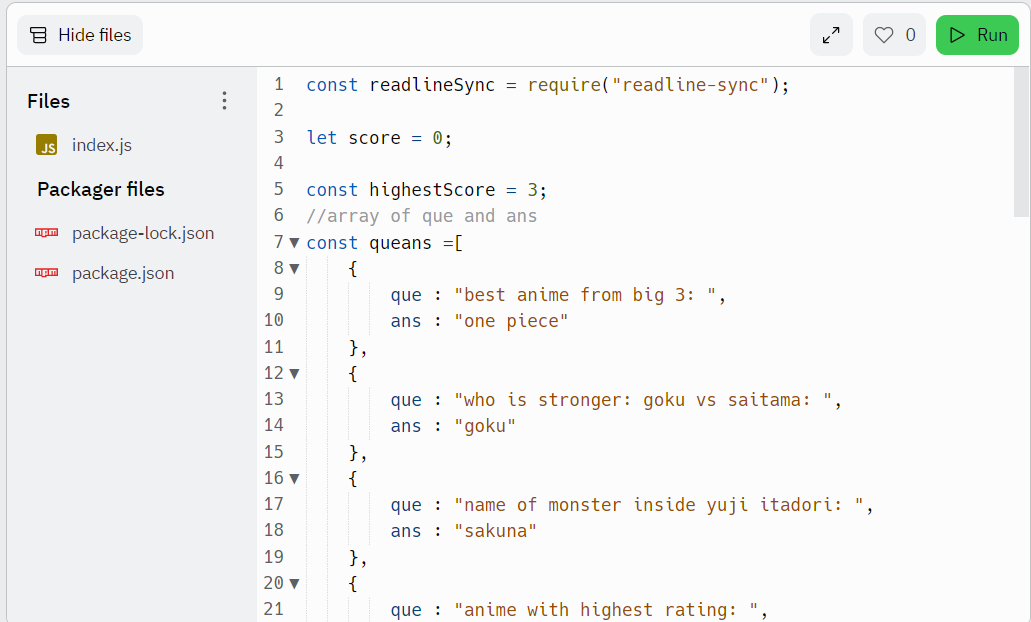 Hide files
0
Run
Files
index.js
Packager files
package-lock.json
package.json
1 const readlineSync = require("readline-sync");
2
3 let score = 0;
4
5 const highestScore = 3;
6 //array of que and ans
7 const queans =[
8 {
9 que : "best anime from big 3: ",
10 ans : "one piece"
11 },
12 {
13 que : "who is stronger: goku vs saitama: ",
14 ans : "goku"
15 },
16 {
17 que : "name of monster inside yuji itadori: ",
18 ans : "sakuna"
19 },
20 {
21 que : "anime with highest rating: ",